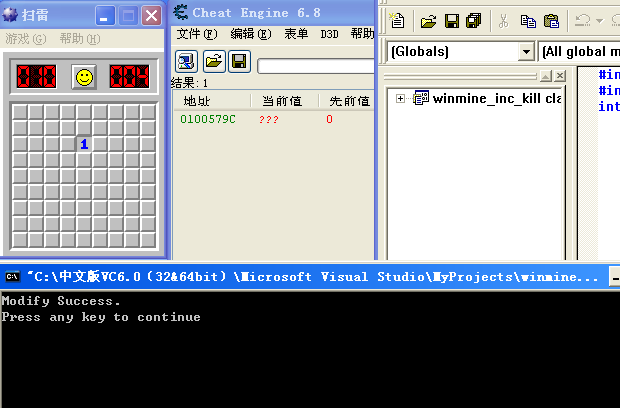 扫雷
游戏(G) 帮助(H)
1
Cheat Engine 6.8
文件(F) 编辑(E) 表单 D3D 帮助
结果: 1
地址 当前值 先前值
0100579C ??? 0
(Globals) (All global m
winmine_inc_kill cla
#in
#in
int
"C:\中文版VC6.0（32&64bit）\Microsoft Visual Studio\MyProjects\winmine...
Modify Success.
Press any key to continue